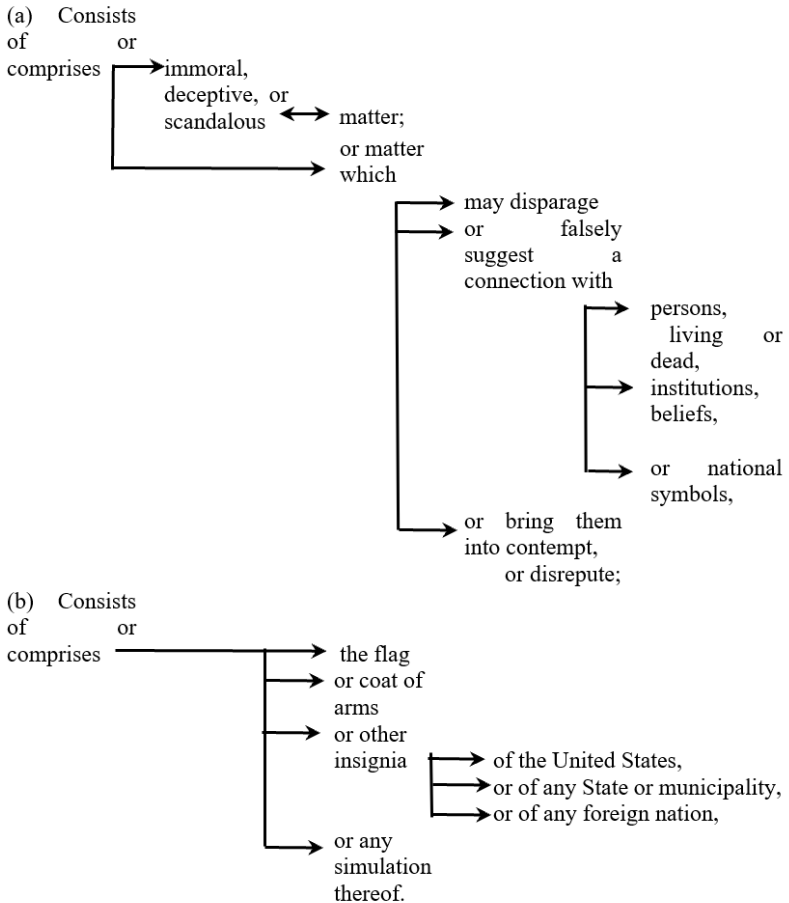 (a) Consists
of or
comprises
immoral,
deceptive, or
scandalous
matter;
or matter
which
may disparage
or falsely
suggest a
connection with
persons,
living or
dead,
institutions,
beliefs,
or national
symbols,
or bring them
into contempt,
or disrepute;
(b) Consists
of or
comprises
the flag
or coat of
arms
or other
insignia
of the United States,
or of any State or municipality,
or of any foreign nation,
or any
simulation
thereof.